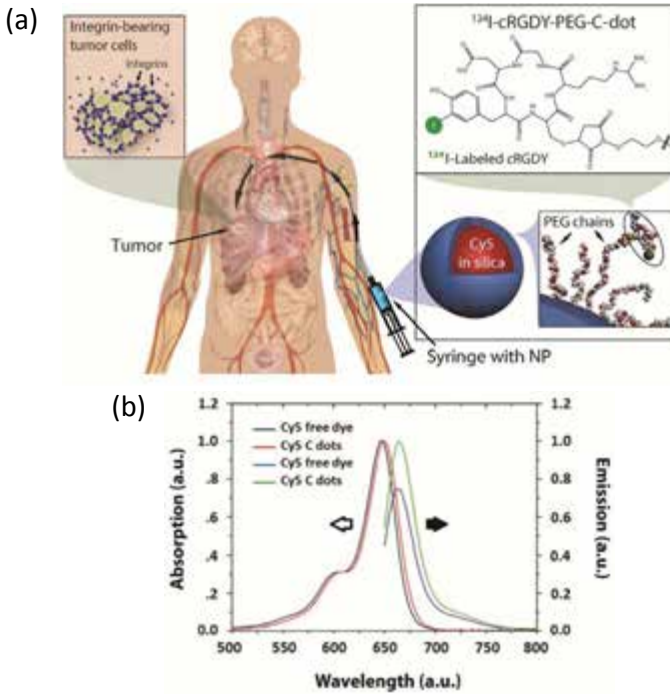 (a)
Integrin-bearing
tumor cells
Integrins
Tumor
Syringe with NP
¹²⁴I-cRGDY-PEG-C-dot
I
¹²⁴I-Labeled cRGDY
Cy5
in silica
PEG chains
(b)
1.2
1.0
.8
.6
.4
.2
0.0
Absorption (a.u.)
Cy5 free dye
Cy5 C dots
Cy5 free dye
Cy5 C dots
1.2
1.0
0.8
0.6
0.4
0.2
0.0
Emission (a.u.)
500 550 600 650 700 750 800
Wavelength (a.u.)